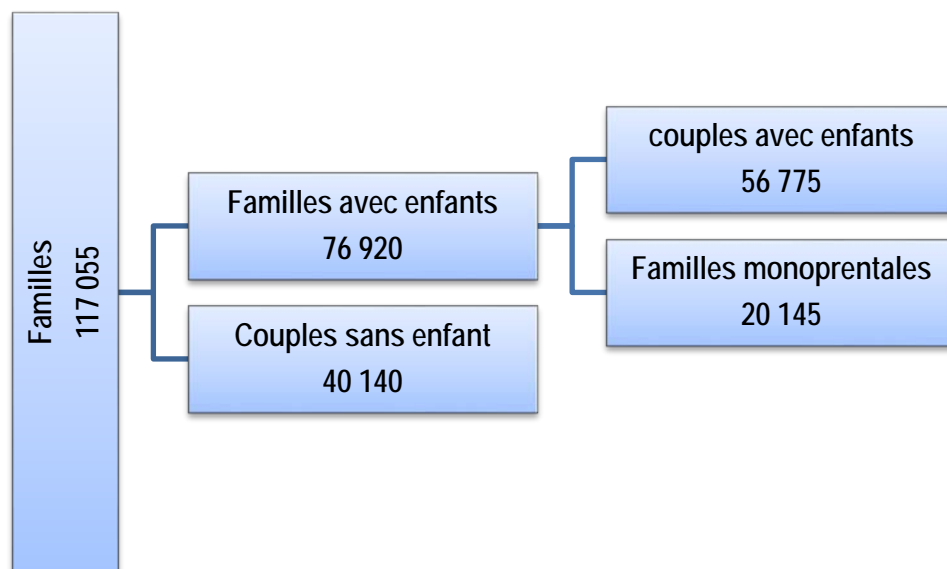 Familles
117 055
Familles avec enfants
76 920
Couples sans enfant
40 140
couples avec enfants
56 775
Familles monoprentales
20 145